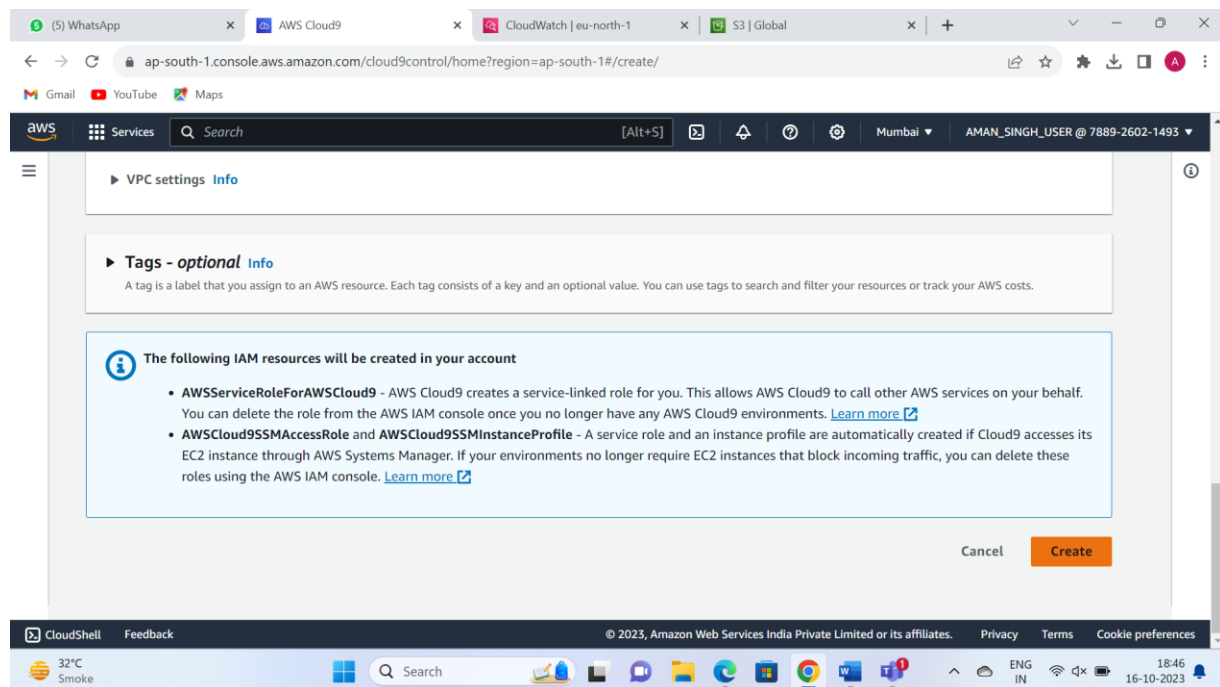 (5) WhatsApp
AWS Cloud9
CloudWatch | eu-north-1
S3 | Global
ap-south-1.console.aws.amazon.com/cloud9control/home?region=ap-south-1#/create/
A
Gmail
YouTube
Maps
aws
Services
Search
[Alt+S]
Mumbai
AMAN_SINGH_USER @ 7889-2602-1493
VPC settings Info
Tags - optional Info
A tag is a label that you assign to an AWS resource. Each tag consists of a key and an optional value. You can use tags to search and filter your resources or track your AWS costs.
The following IAM resources will be created in your account
• AWSServiceRoleForAWSCloud9 - AWS Cloud9 creates a service-linked role for you. This allows AWS Cloud9 to call other AWS services on your behalf.
You can delete the role from the AWS IAM console once you no longer have any AWS Cloud9 environments. Learn more
• AWSCloud9SSMAccessRole and AWSCloud9SSMInstanceProfile - A service role and an instance profile are automatically created if Cloud9 accesses its
EC2 instance through AWS Systems Manager. If your environments no longer require EC2 instances that block incoming traffic, you can delete these
roles using the AWS IAM console. Learn more
Cancel
Create
CloudShell
Feedback
© 2023, Amazon Web Services India Private Limited or its affiliates.
Privacy
Terms
Cookie preferences
32°C
Smoke
Search
ENG
IN
18:46
16-10-2023